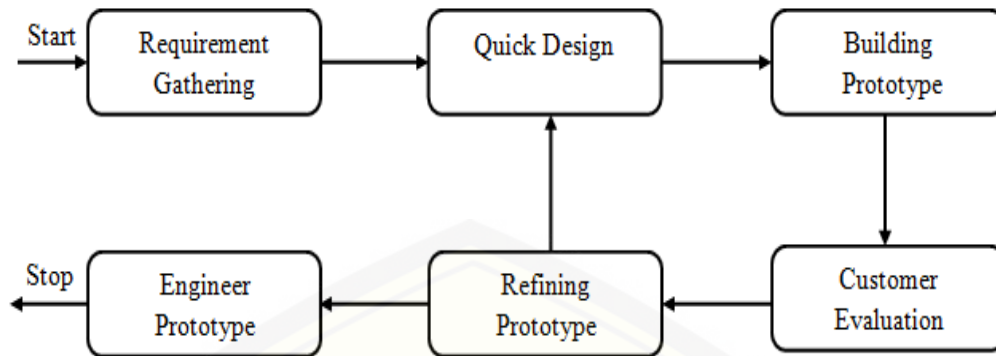 Start
Requirement
Gathering
Quick Design
Building
Prototype
Stop
Engineer
Prototype
Refining
Prototype
Customer
Evaluation